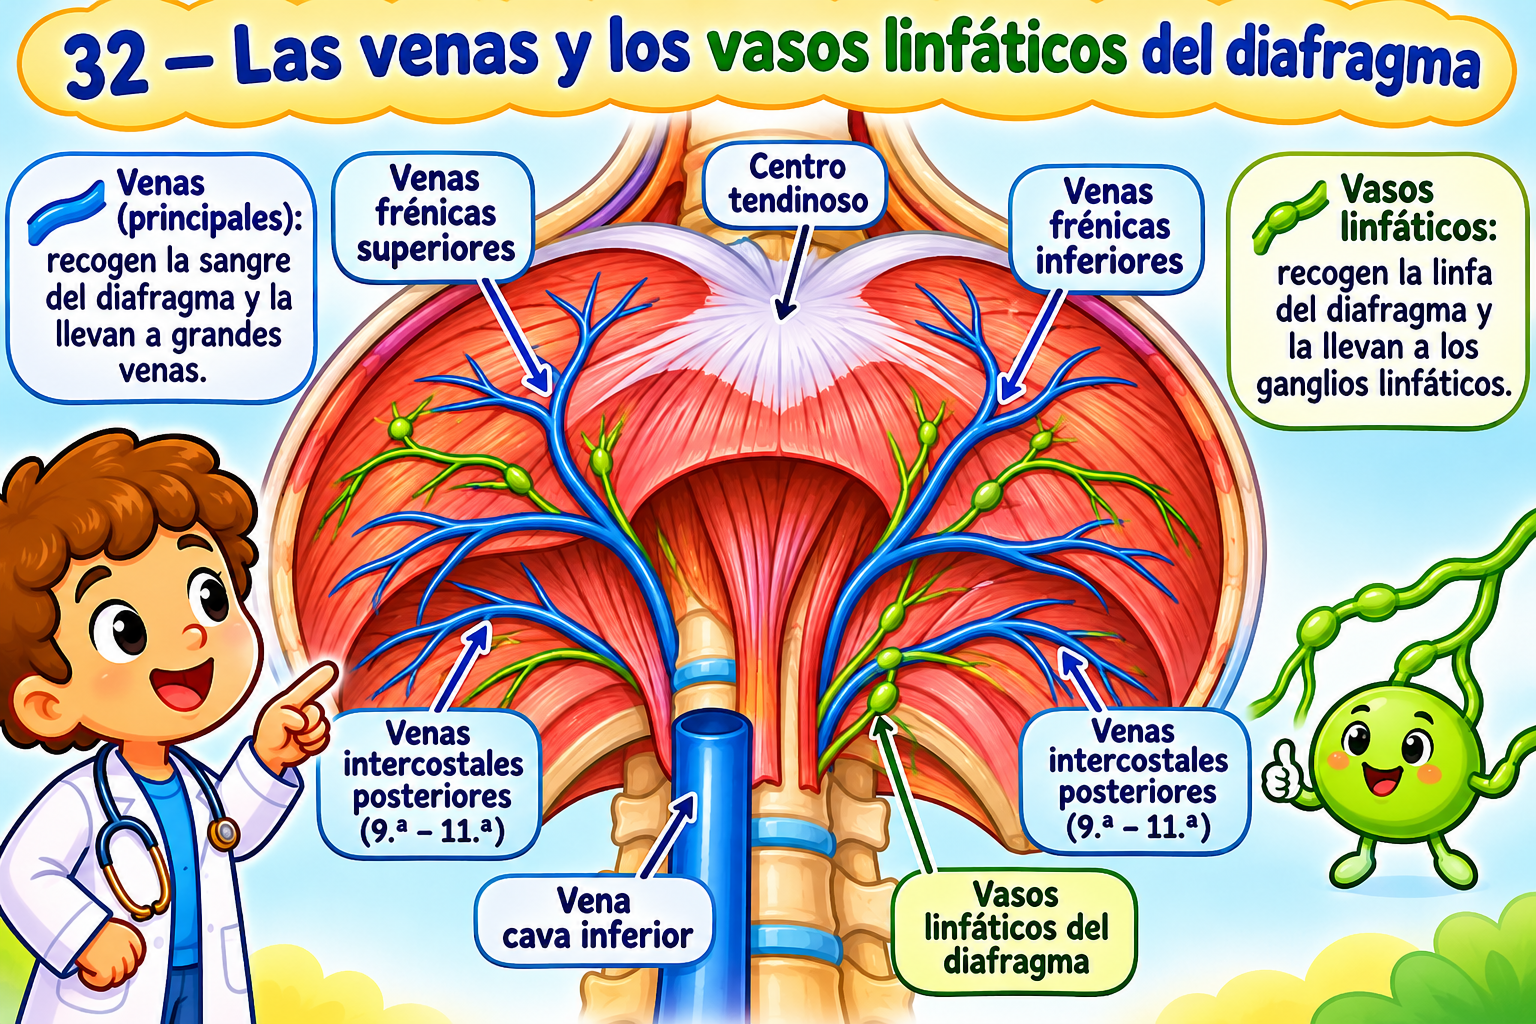 32 – Las venas y los vasos linfáticos del diafragma
Venas
(principales):
recogen la sangre
del diafragma y la
llevan a grandes
venas.
Venas
frénicas
superiores
Centro
tendinoso
Venas
frénicas
inferiores
Vasos
linfáticos:
recogen la linfa
del diafragma y
la llevan a los
ganglios linfáticos.
Venas
intercostales
posteriores
(9.ª – 11.ª)
Venas
intercostales
posteriores
(9.ª – 11.ª)
Vena
cava inferior
Vasos
linfáticos del
diafragma